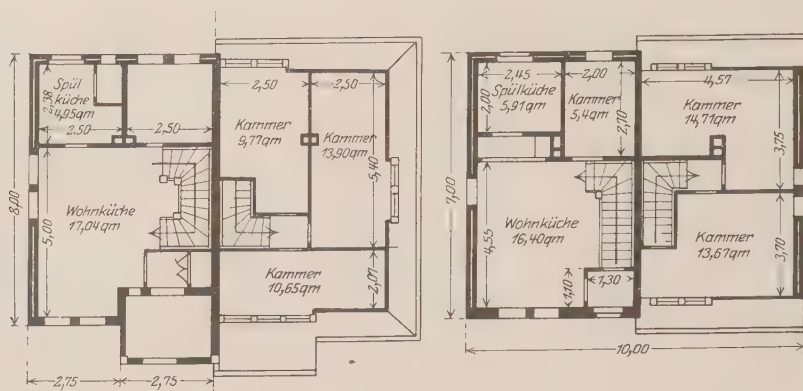 Spül
küche
4,95qm
2,38
2,50
2,50
8,00
5,00
Wohnküche
17,04qm
2,75
2,75
2,50
2,50
Kammer
9,77qm
Kammer
13,90qm
5,40
Kammer
10,65qm
2,07
2,45
Spülküche
5,91qm
2,00
2,00
Kammer
5,4qm
2,70
4,57
Kammer
14,71qm
3,75
7,00
4,55
Wohnküche
16,40qm
1,10
1,30
Kammer
13,67qm
3,70
10,00